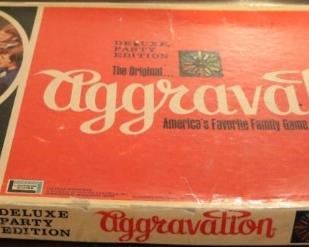 DELUXE
PARTY
EDITION
The Original...
aggravat
America's Favorite Family Game
DELUXE
PARTY
EDITION
aggravation